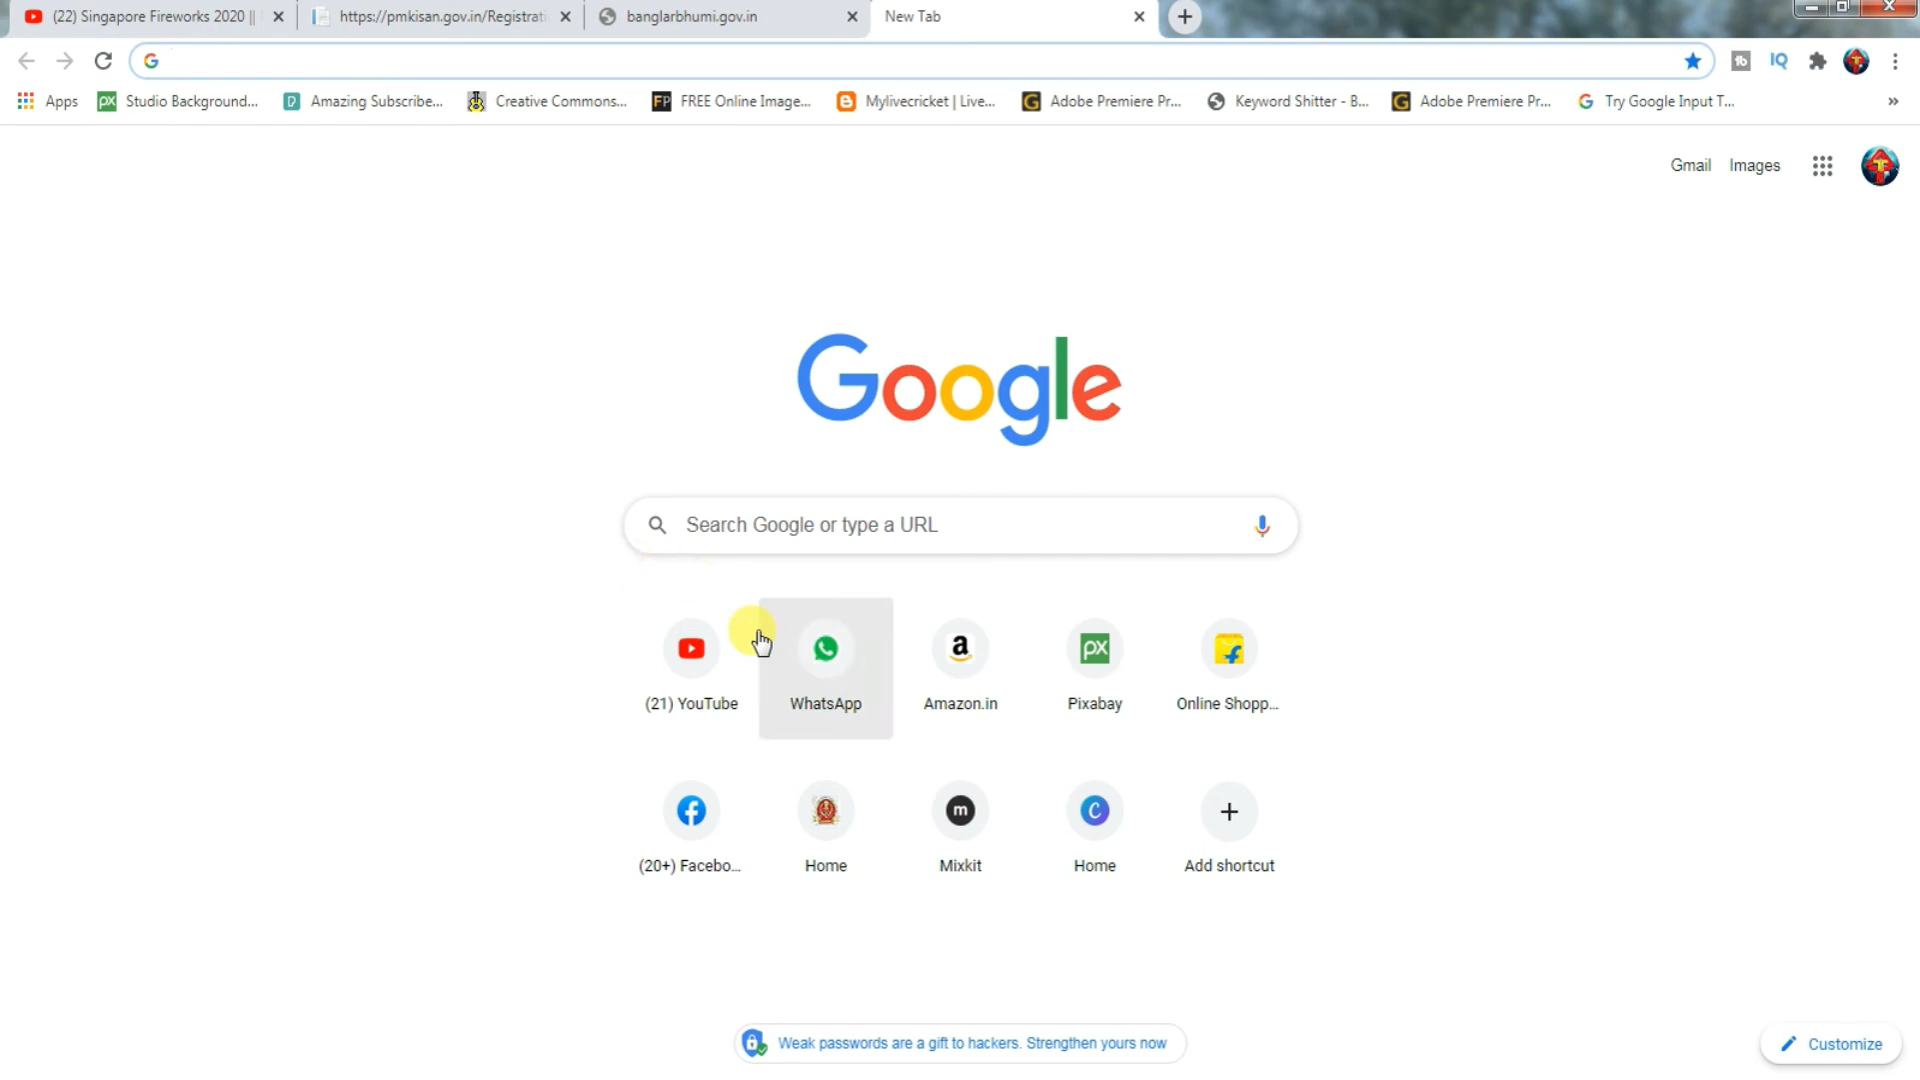 (22) Singapore Fireworks 2020 ||
https://pmkisan.gov.in/Registrati
banglarbhumi.gov.in
New Tab
Apps
Studio Background...
Amazing Subscribe...
Creative Commons...
FREE Online Image...
Mylivecricket | Live...
Adobe Premiere Pr...
Keyword Shitter - B...
Adobe Premiere Pr...
Try Google Input T...
Gmail
Images
Google
Search Google or type a URL
(21) YouTube
WhatsApp
Amazon.in
Pixabay
Online Shopp...
(20+) Facebo...
Home
Mixkit
Home
Add shortcut
Weak passwords are a gift to hackers. Strengthen yours now
Customize